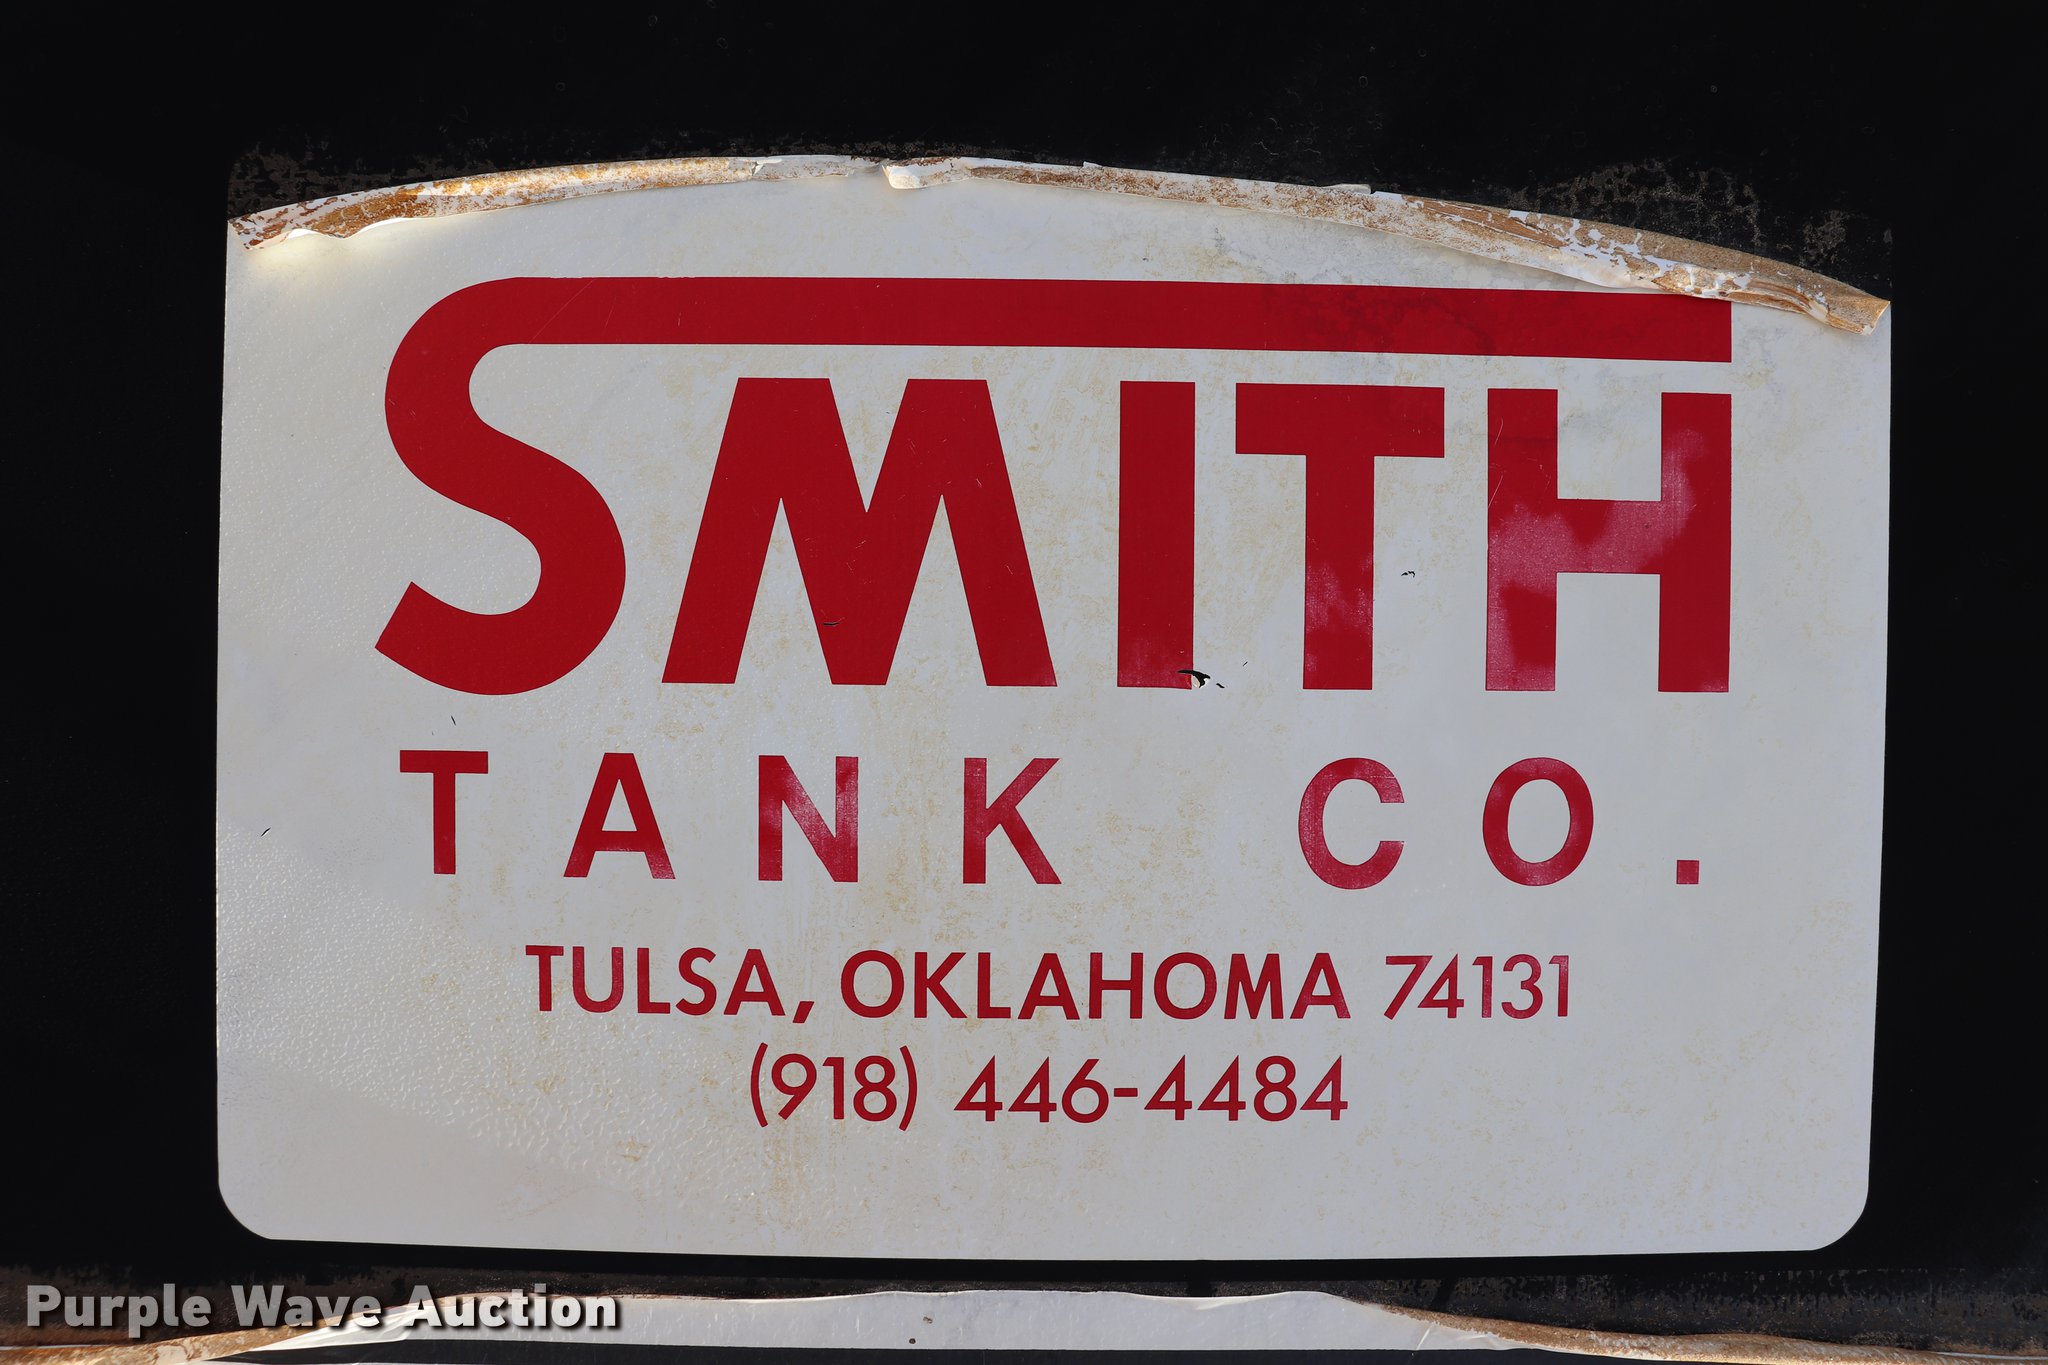 SMITH
TANK CO.
TULSA, OKLAHOMA 74131
(918) 446-4484
Purple Wave Auction